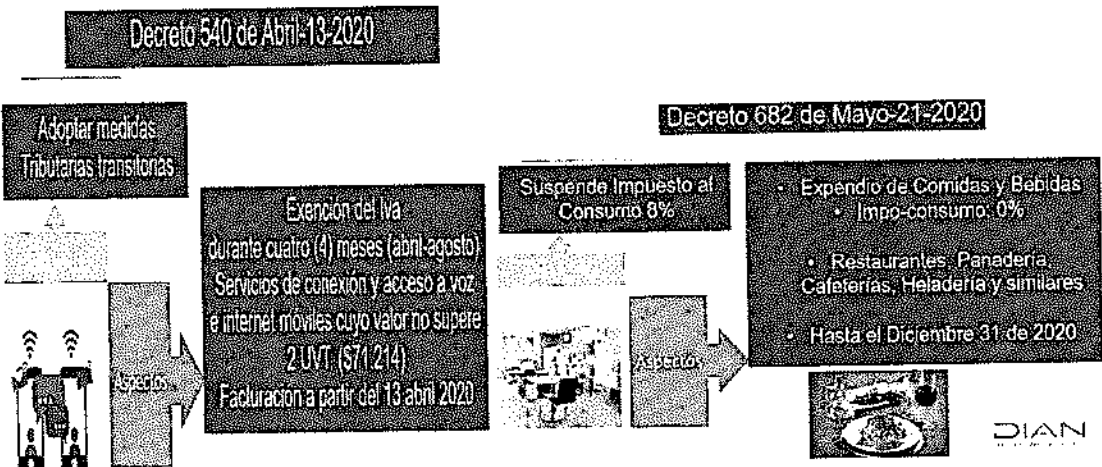 Decreto 540 de Abril-13-2020
Adoptar medidas
Tributarias transitorias
Exención del Iva
durante cuatro (4) meses (abril-agosto)
Servicios de conexión y acceso a voz
e internet móviles cuyo valor no supere
2 UVT ($71.214)
Facturación a partir del 13 abril 2020
Aspectos
Decreto 682 de Mayo-21-2020
Suspende Impuesto al
Consumo 8%
• Expendio de Comidas y Bebidas
• Impo-consumo: 0%
• Restaurantes, Panadería,
Cafeterías, Heladería y similares
• Hasta el Diciembre 31 de 2020
Aspectos
DIAN